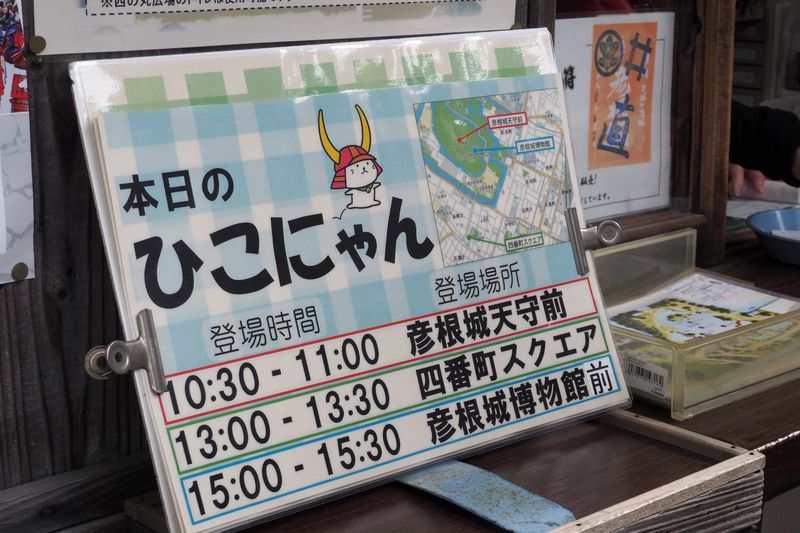 本日の
ひこにゃん
彦根城天守前
彦根城博物館
四番町スクエア
登場時間
登場場所
10:30 - 11:00 彦根城天守前
13:00 - 13:30 四番町スクエア
15:00 - 15:30 彦根城博物館前